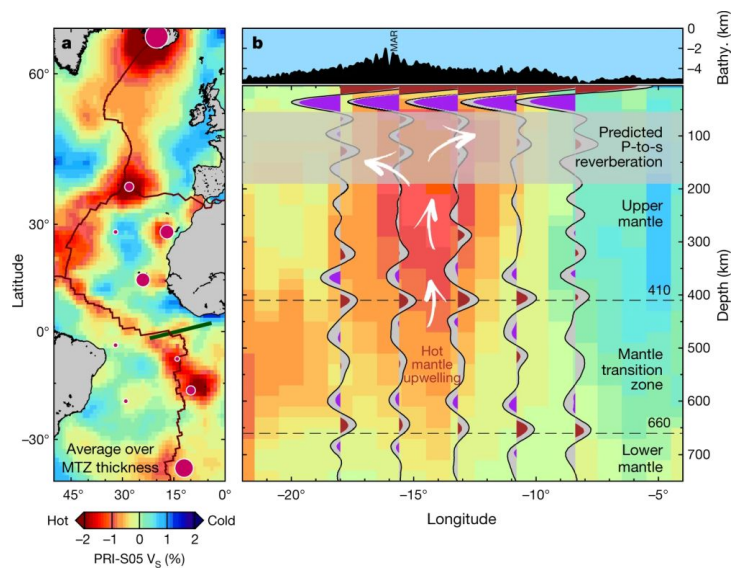 a
60°
30°
0°
−30°
Latitude
Average over
MTZ thickness
45° 30° 15° 0°
Hot
Cold
−2 −1 0 1 2
PRI-S05 V_S (%)
b
MAR
0
−2
−4
Bathy. (km)
Predicted
P-to-s
reverberation
Upper
mantle
410
Hot
mantle
upwelling
Mantle
transition
zone
660
Lower
mantle
100
200
300
400
500
600
700
Depth (km)
−20° −15° −10° −5°
Longitude